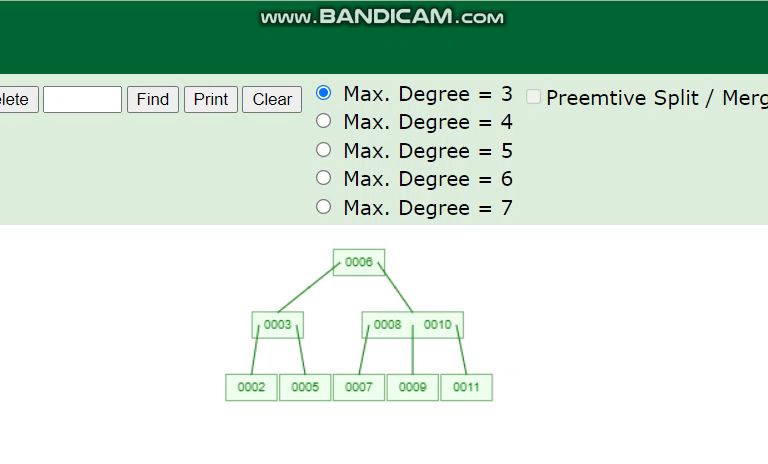 www.BANDICAM.com
lete Find Print Clear
Max. Degree = 3
Max. Degree = 4
Max. Degree = 5
Max. Degree = 6
Max. Degree = 7
Preemtive Split / Merg
0006
0003 0008 0010
0002 0005 0007 0009 0011